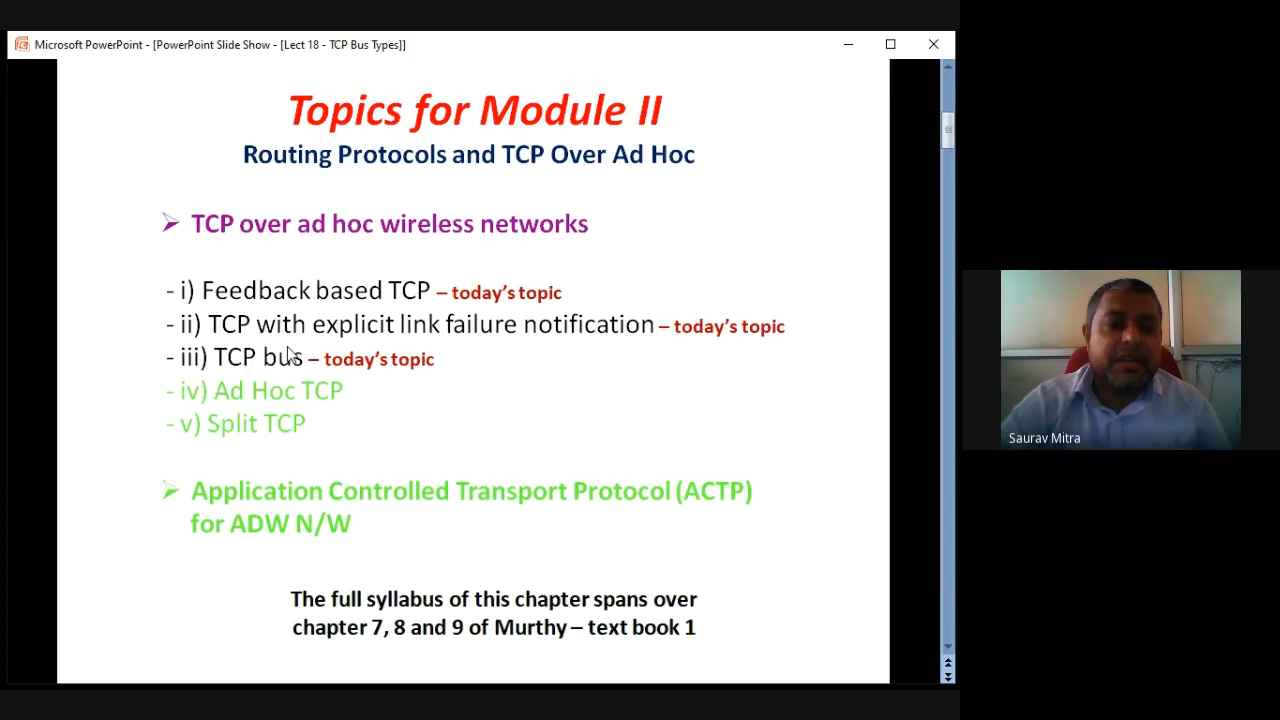 Microsoft PowerPoint - [PowerPoint Slide Show - [Lect 18 - TCP Bus Types]]
Topics for Module II
Routing Protocols and TCP Over Ad Hoc
TCP over ad hoc wireless networks
- i) Feedback based TCP – today's topic
- ii) TCP with explicit link failure notification – today's topic
- iii) TCP bus – today's topic
- iv) Ad Hoc TCP
- v) Split TCP
Application Controlled Transport Protocol (ACTP)
for ADW N/W
The full syllabus of this chapter spans over
chapter 7, 8 and 9 of Murthy – text book 1
Saurav Mitra